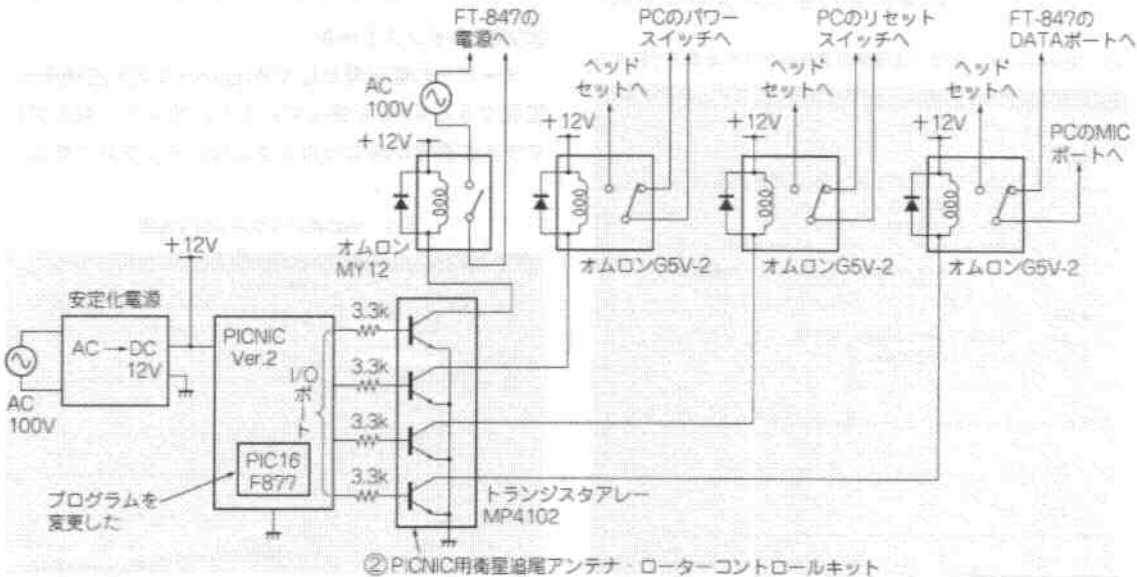 FT-847の
電源へ
PCのパワー
スイッチへ
PCのリセット
スイッチへ
FT-847の
DATAポートへ
AC
100V
ヘッド
セットへ
ヘッド
セットへ
ヘッド
セットへ
PCのMIC
ポートへ
+12V
+12V
+12V
+12V
オムロン
MY12
オムロンG5V-2
オムロンG5V-2
オムロンG5V-2
+12V
安定化電源
AC→DC
12V
AC
100V
PICNIC
Ver.2
I/Oポート
PIC16
F877
プログラムを
変更した
3.3k
3.3k
3.3k
3.3k
トランジスタアレー
MP4102
②PICNIC用衛星追尾アンテナ・ローターコントロールキット